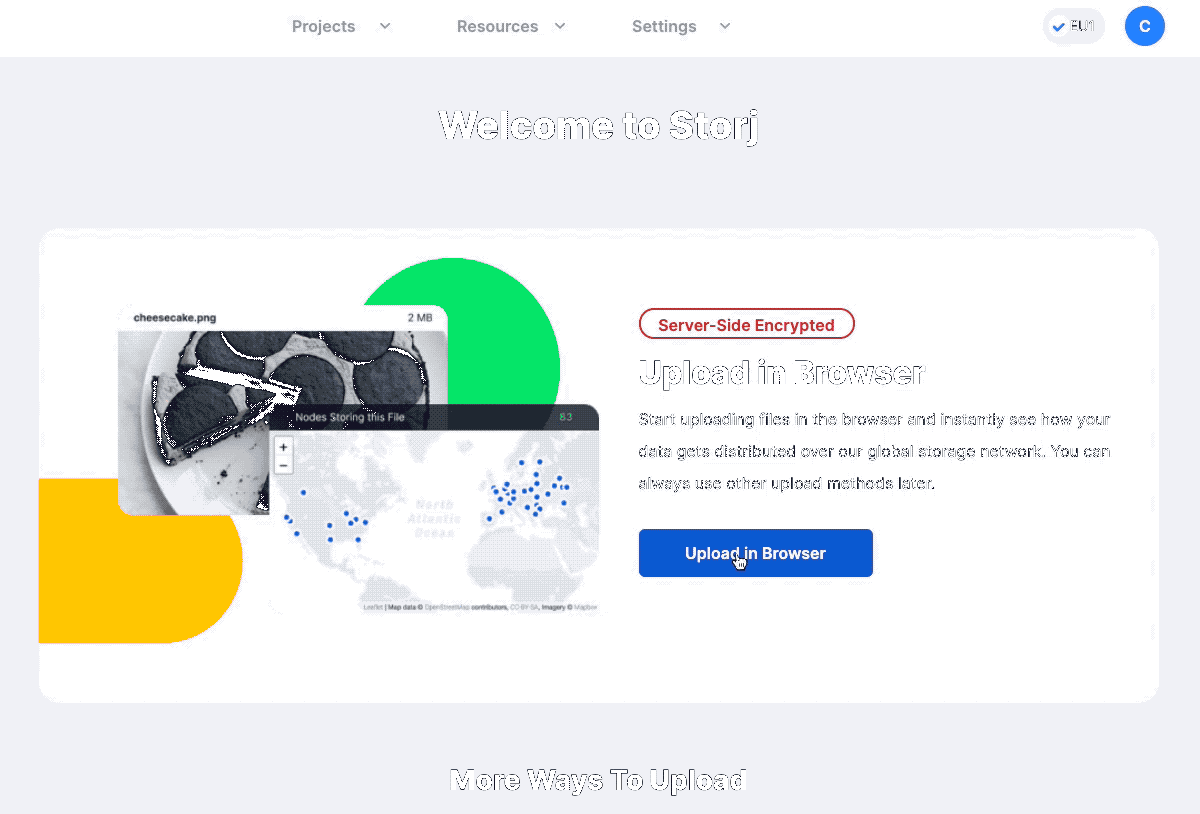 Projects Resources Settings EU1 C
Welcome to Storj
cheesecake.png 2 MB
Nodes Storing this File 83
+
−
North
Atlantic
Ocean
Leaflet | Map data © OpenStreetMap contributors, CC-BY-SA, Imagery © Mapbox
Server-Side Encrypted
Upload in Browser
Start uploading files in the browser and instantly see how your
data gets distributed over our global storage network. You can
always use other upload methods later.
Upload in Browser
More Ways To Upload